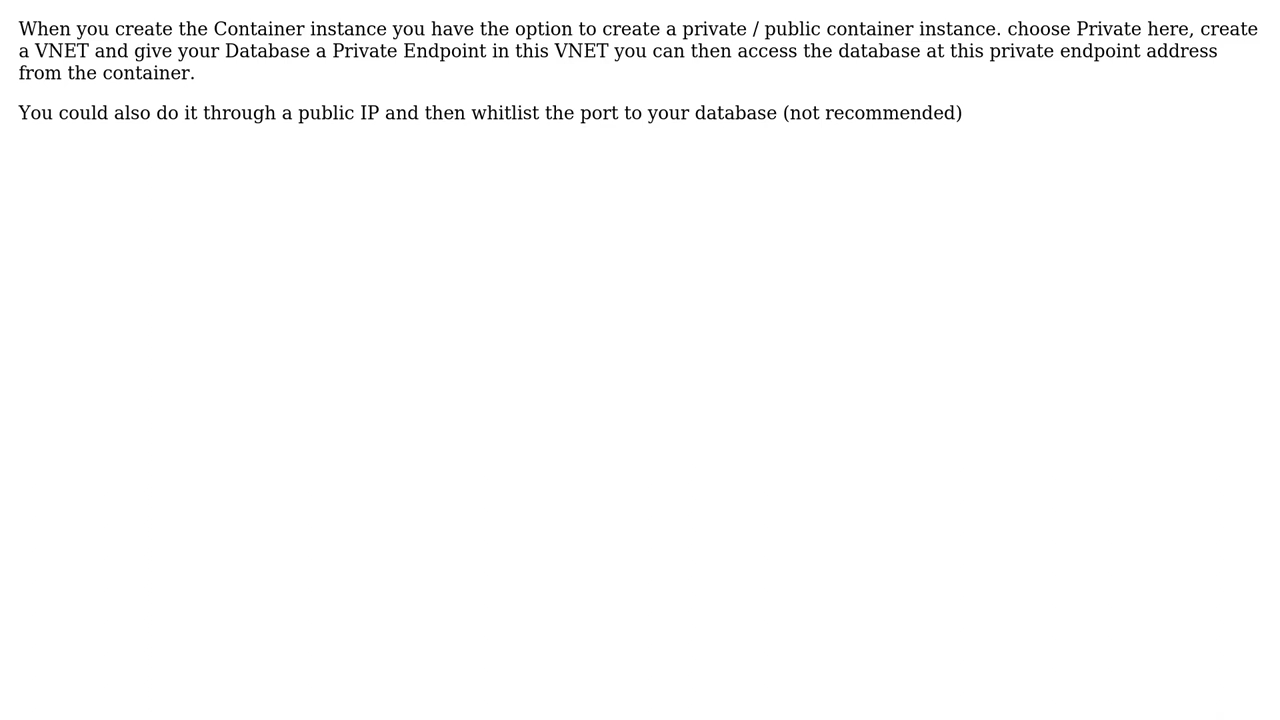 When you create the Container instance you have the option to create a private / public container instance. choose Private here, create
a VNET and give your Database a Private Endpoint in this VNET you can then access the database at this private endpoint address
from the container.
You could also do it through a public IP and then whitlist the port to your database (not recommended)